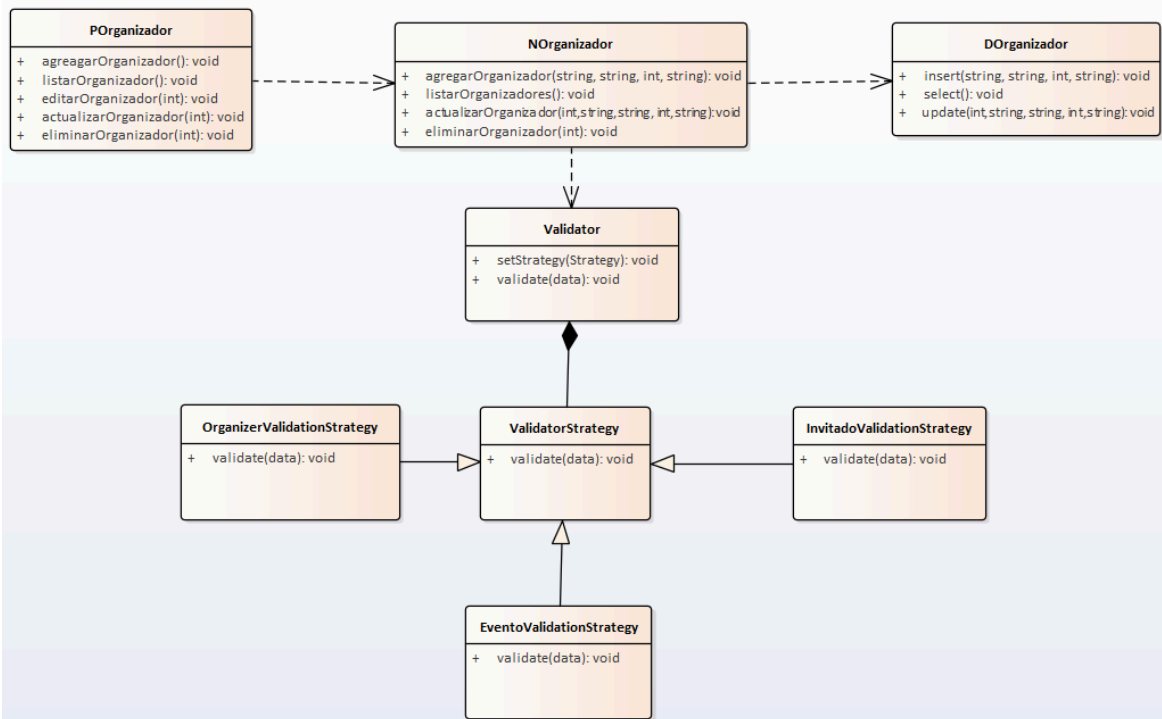 POrganizador
+ agreagarOrganizador(): void
+ listarOrganizador(): void
+ editarOrganizador(int): void
+ actualizarOrganizador(int): void
+ eliminarOrganizador(int): void
NOrganizador
+ agregarOrganizador(string, string, int, string): void
+ listarOrganizadores(): void
+ actualizarOrganizador(int,string,string, int,string):void
+ eliminarOrganizador(int): void
DOrganizador
+ insert(string, string, int, string): void
+ select(): void
+ update(int,string, string, int,string):void
Validator
+ setStrategy(Strategy): void
+ validate(data): void
OrganizerValidationStrategy
+ validate(data): void
ValidatorStrategy
+ validate(data): void
InvitadoValidationStrategy
+ validate(data): void
EventoValidationStrategy
+ validate(data): void